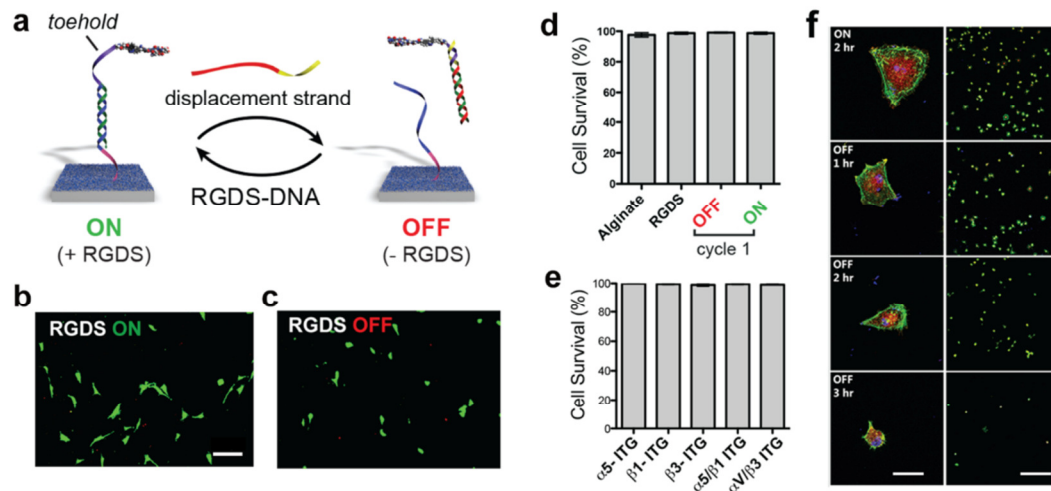 a
toehold
displacement strand
RGDS-DNA
ON
(+ RGDS)
OFF
(- RGDS)
b
RGDS ON
c
RGDS OFF
d
Cell Survival (%)
100
80
60
40
20
0
Alginate
RGDS
OFF
ON
cycle 1
e
Cell Survival (%)
100
80
60
40
20
0
α5- ITG
β1- ITG
β3- ITG
α5/β1 ITG
αV/β3 ITG
f
ON
2 hr
OFF
1 hr
OFF
2 hr
OFF
3 hr